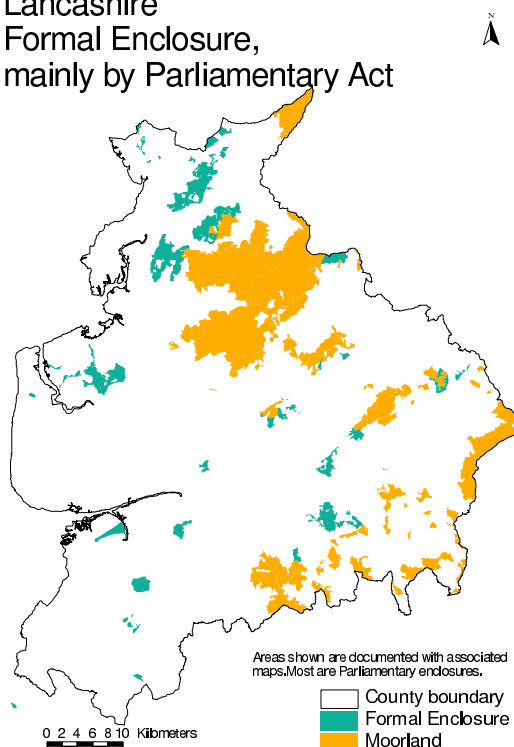 Lancashire
Formal Enclosure,
mainly by Parliamentary Act
N
Areas shown are documented with associated
maps.Most are Parliamentary enclosures.
County boundary
Formal Enclosure
Moorland
0 2 4 6 8 10 Kilometers